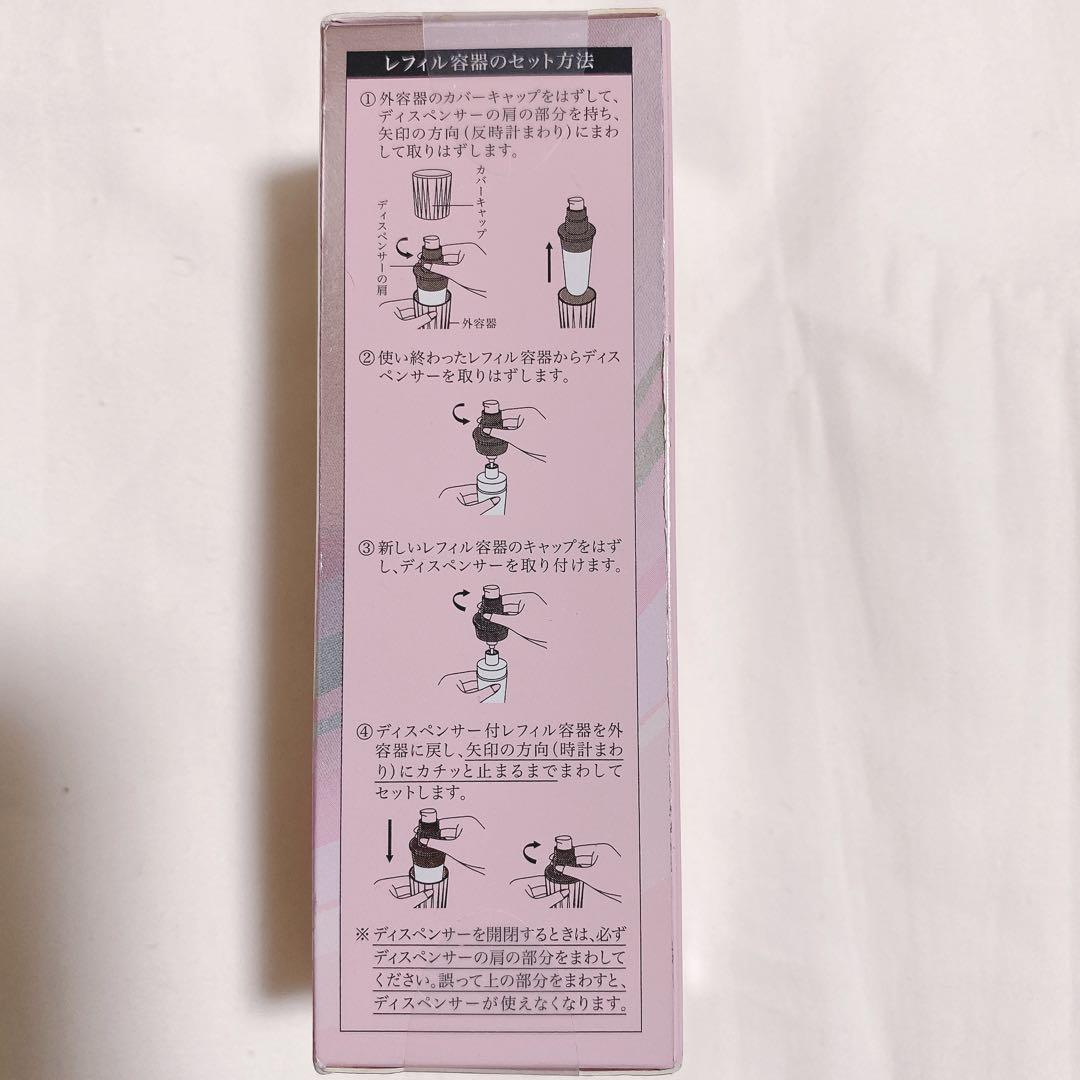 レフィル容器のセット方法
①外容器のカバーキャップをはずして、
ディスペンサーの肩の部分を持ち、
矢印の方向(反時計まわり)にまわ
して取りはずします。
カバーキャップ
ディスペンサーの肩
外容器
②使い終わったレフィル容器からディス
ペンサーを取りはずします。
③新しいレフィル容器のキャップをはず
し、ディスペンサーを取り付けます。
④ディスペンサー付レフィル容器を外
容器に戻し、矢印の方向(時計まわ
り)にカチッと止まるまでまわして
セットします。
※ディスペンサーを開閉するときは、必ず
ディスペンサーの肩の部分をまわして
ください。誤って上の部分をまわすと、
ディスペンサーが使えなくなります。